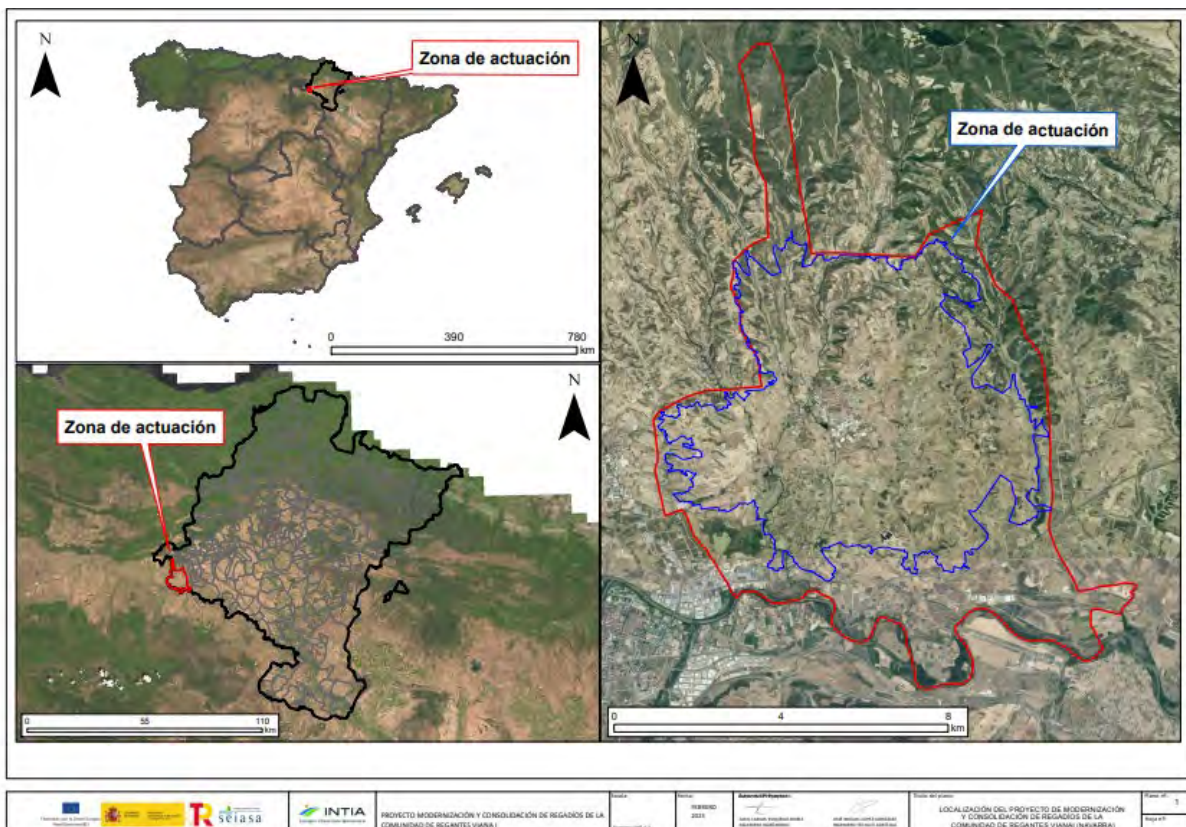 N
Zona de actuación
0 390 780
km
N
Zona de actuación
0 55 110
km
N
Zona de actuación
0 4 8
km
TR
seiasa
INTIA
PROYECTO MODERNIZACIÓN Y CONSOLIDACIÓN DE REGADÍOS DE LA
COMUNIDAD DE REGANTES VIANA I
FEBRERO
2023
LOCALIZACIÓN DEL PROYECTO DE MODERNIZACIÓN
Y CONSOLIDACIÓN DE REGADÍOS DE LA
COMUNIDAD DE REGANTES VIANA I (NAVARRA)
1